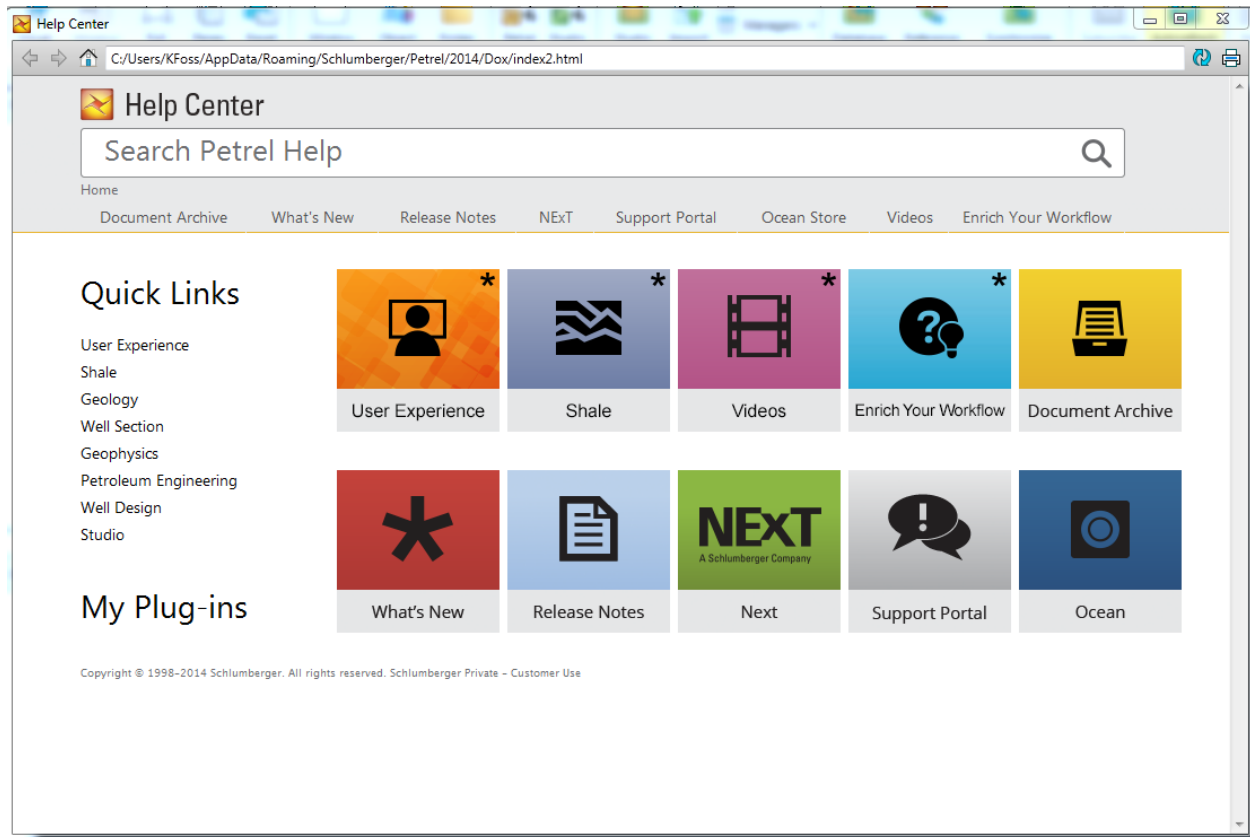 Help Center
C:/Users/KFoss/AppData/Roaming/Schlumberger/Petrel/2014/Dox/index2.html
Help Center
Search Petrel Help
Home
Document Archive What's New Release Notes NExT Support Portal Ocean Store Videos Enrich Your Workflow
Quick Links
User Experience
Shale
Geology
Well Section
Geophysics
Petroleum Engineering
Well Design
Studio
My Plug-ins
User Experience Shale Videos Enrich Your Workflow Document Archive
NExT
A Schlumberger Company
What's New Release Notes Next Support Portal Ocean
Copyright © 1998-2014 Schlumberger. All rights reserved. Schlumberger Private - Customer Use